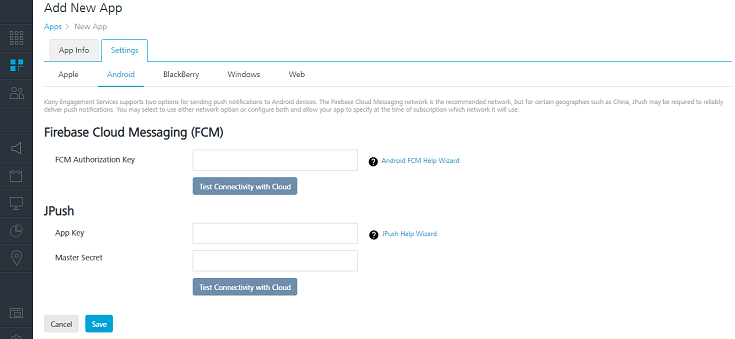 Add New App
Apps > New App
App Info Settings
Apple Android BlackBerry Windows Web
Kony Engagement Services supports two options for sending push notifications to Android devices. The Firebase Cloud Messaging network is the recommended network, but for certain geographies such as China, JPush may be required to reliably
deliver push notifications. You may select to use either network option or configure both and allow your app to specify at the time of subscription which network it will use.
Firebase Cloud Messaging (FCM)
FCM Authorization Key ? Android FCM Help Wizard
Test Connectivity with Cloud
JPush
App Key ? JPush Help Wizard
Master Secret
Test Connectivity with Cloud
Cancel Save